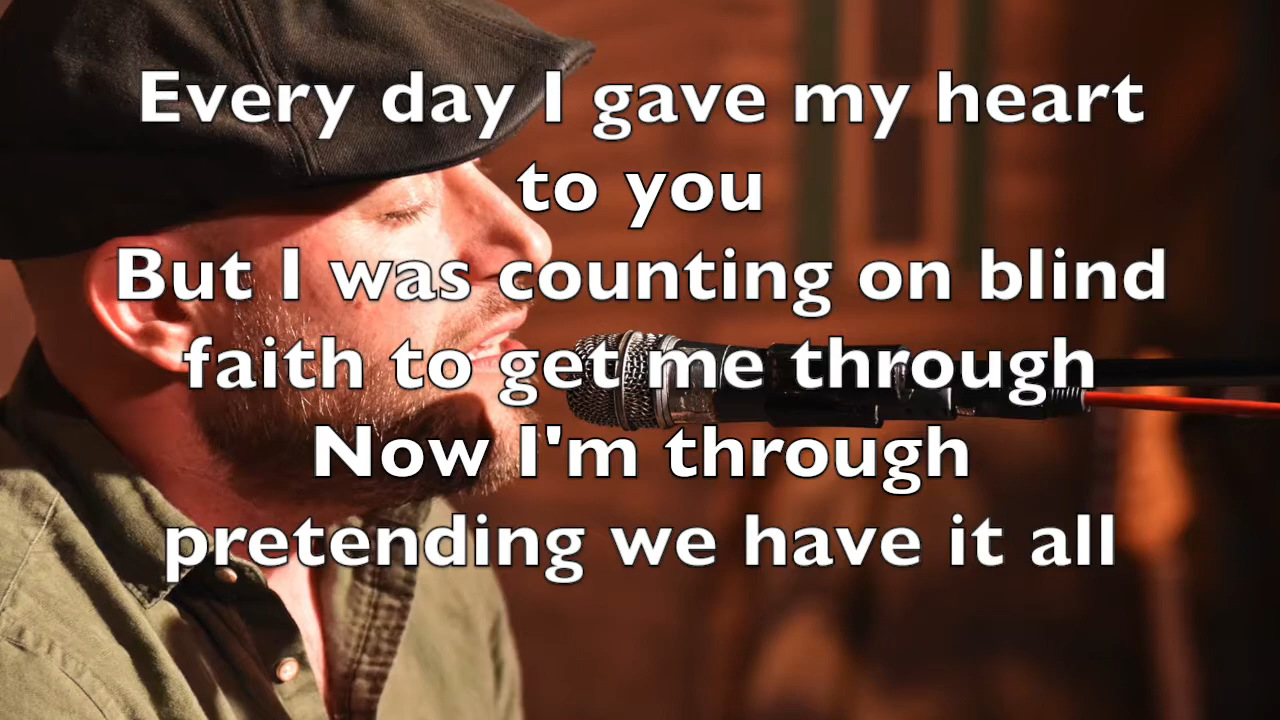 Every day I gave my heart
to you
But I was counting on blind
faith to get me through
Now I'm through
pretending we have it all